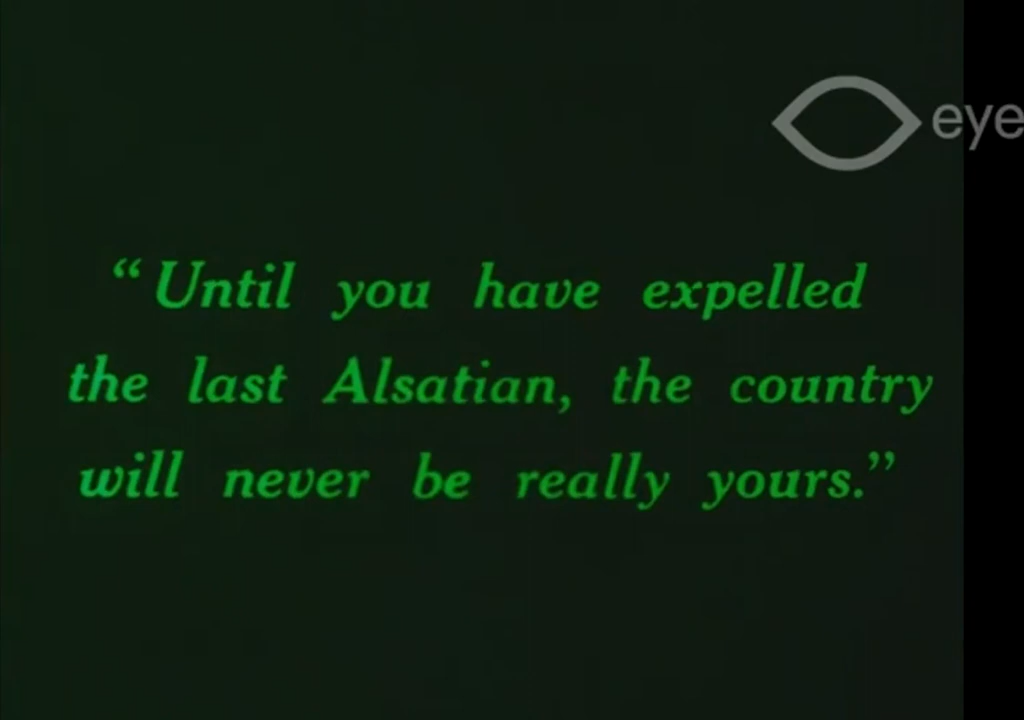 eye
“Until you have expelled
the last Alsatian, the country
will never be really yours.”